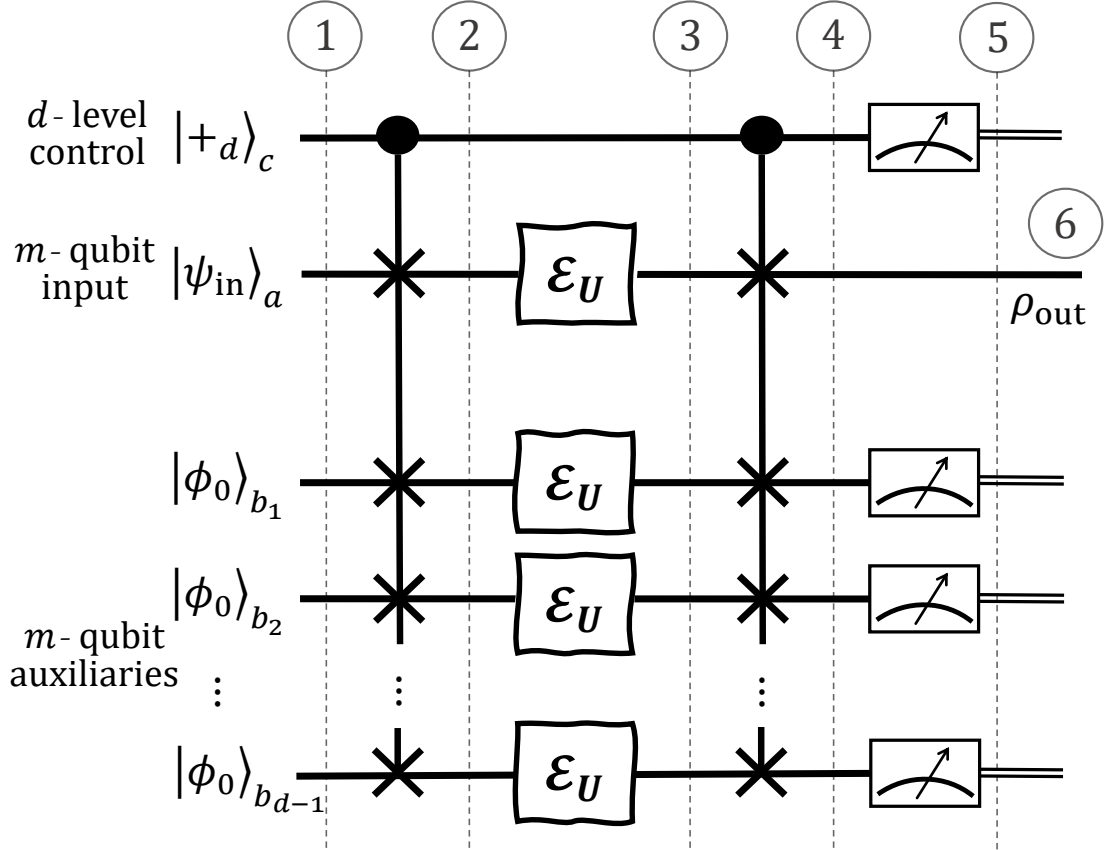 1 2 3 4 5
d- level
control |+_d⟩_c
6
m- qubit
input |ψ_in⟩_a ℰ_U
ρ_out
|ϕ_0⟩_{b_1} ℰ_U
|ϕ_0⟩_{b_2} ℰ_U
m- qubit
auxiliaries ⋮ ⋮ ⋮
|ϕ_0⟩_{b_{d−1}} ℰ_U